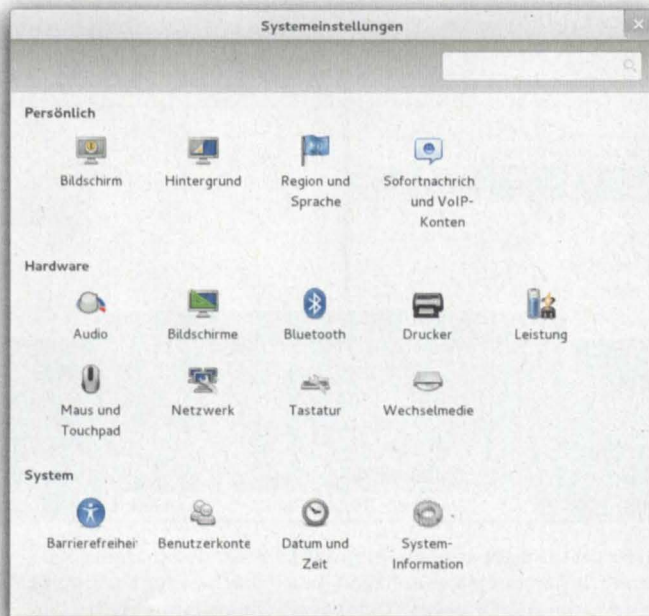 Systemeinstellungen
Persönlich
Bildschirm
Hintergrund
Region und
Sprache
Sofortnachrich
und VoIP-
Konten
Hardware
Audio
Bildschirme
Bluetooth
Drucker
Leistung
Maus und
Touchpad
Netzwerk
Tastatur
Wechselmedie
System
Barrierefreihei
Benutzerkonte
Datum und
Zeit
System-
Information